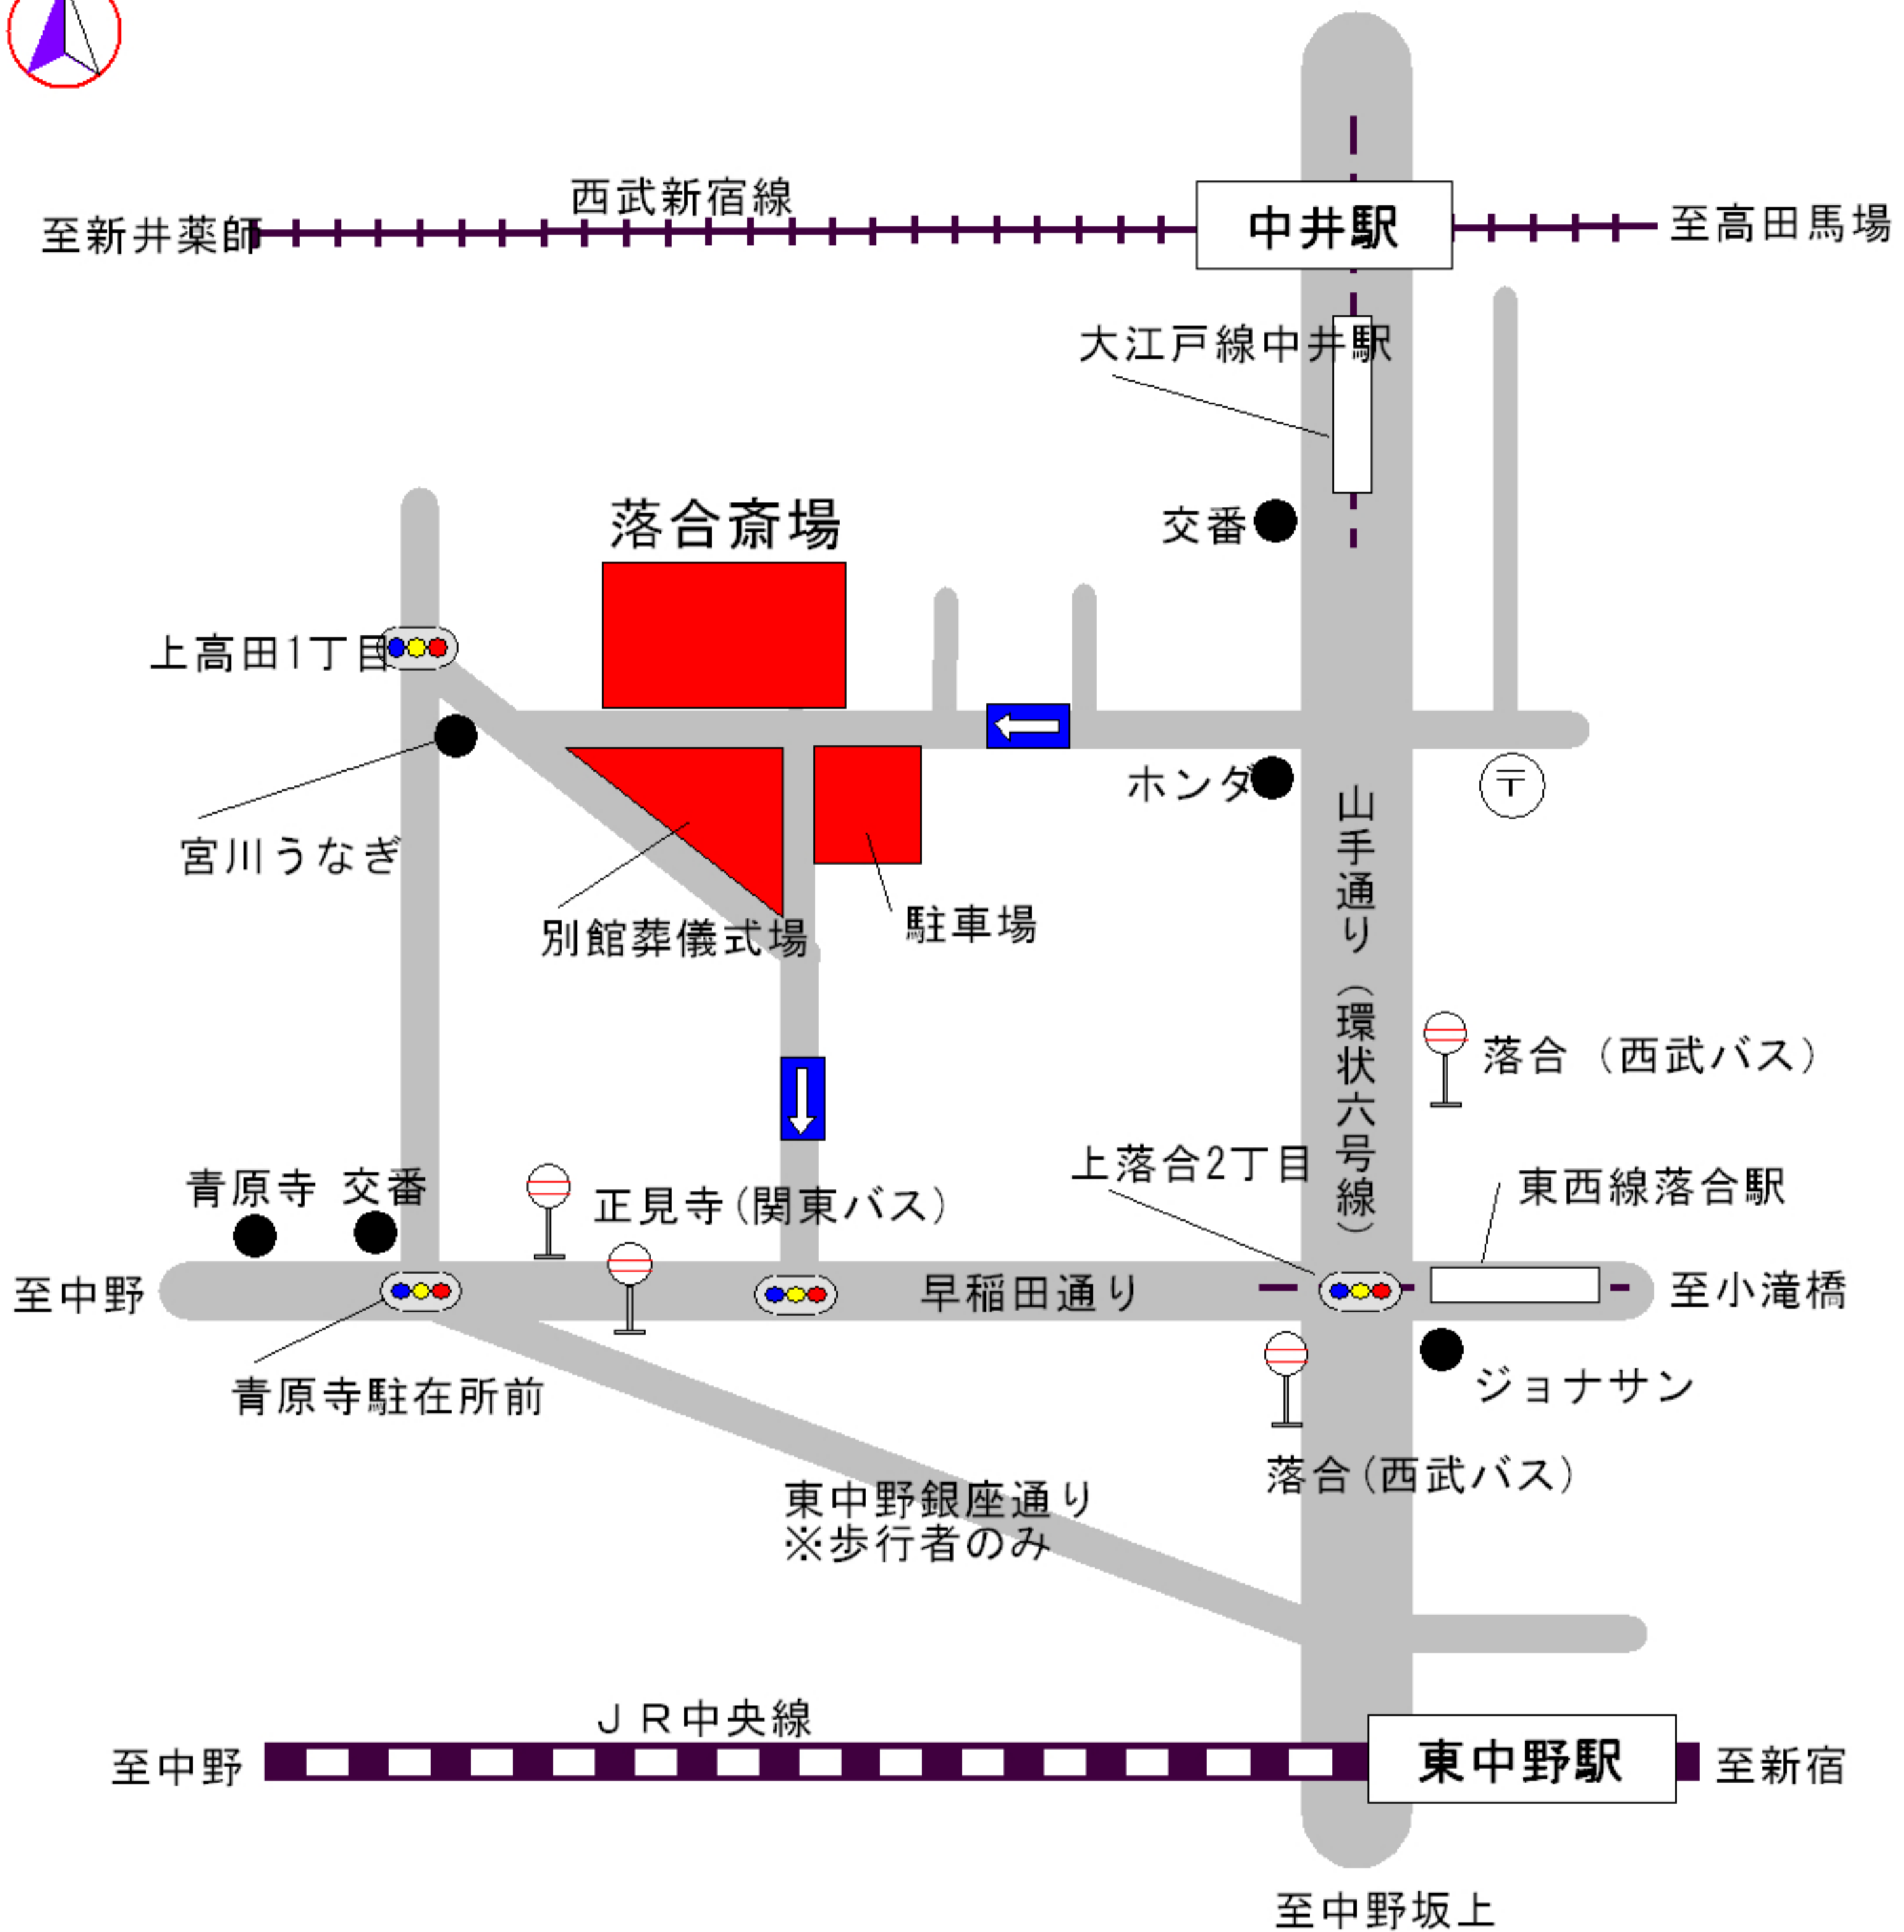 西武新宿線
至新井薬師
中井駅
至高田馬場
大江戸線中井駅
落合斎場
交番
上高田1丁目
ホンダ
〒
山手通り（環状六号線）
宮川うなぎ
別館葬儀式場
駐車場
落合（西武バス）
上落合2丁目
東西線落合駅
青原寺
交番
正見寺(関東バス)
至中野
早稲田通り
至小滝橋
青原寺駐在所前
ジョナサン
落合(西武バス)
東中野銀座通り
※歩行者のみ
ＪＲ中央線
至中野
東中野駅
至新宿
至中野坂上